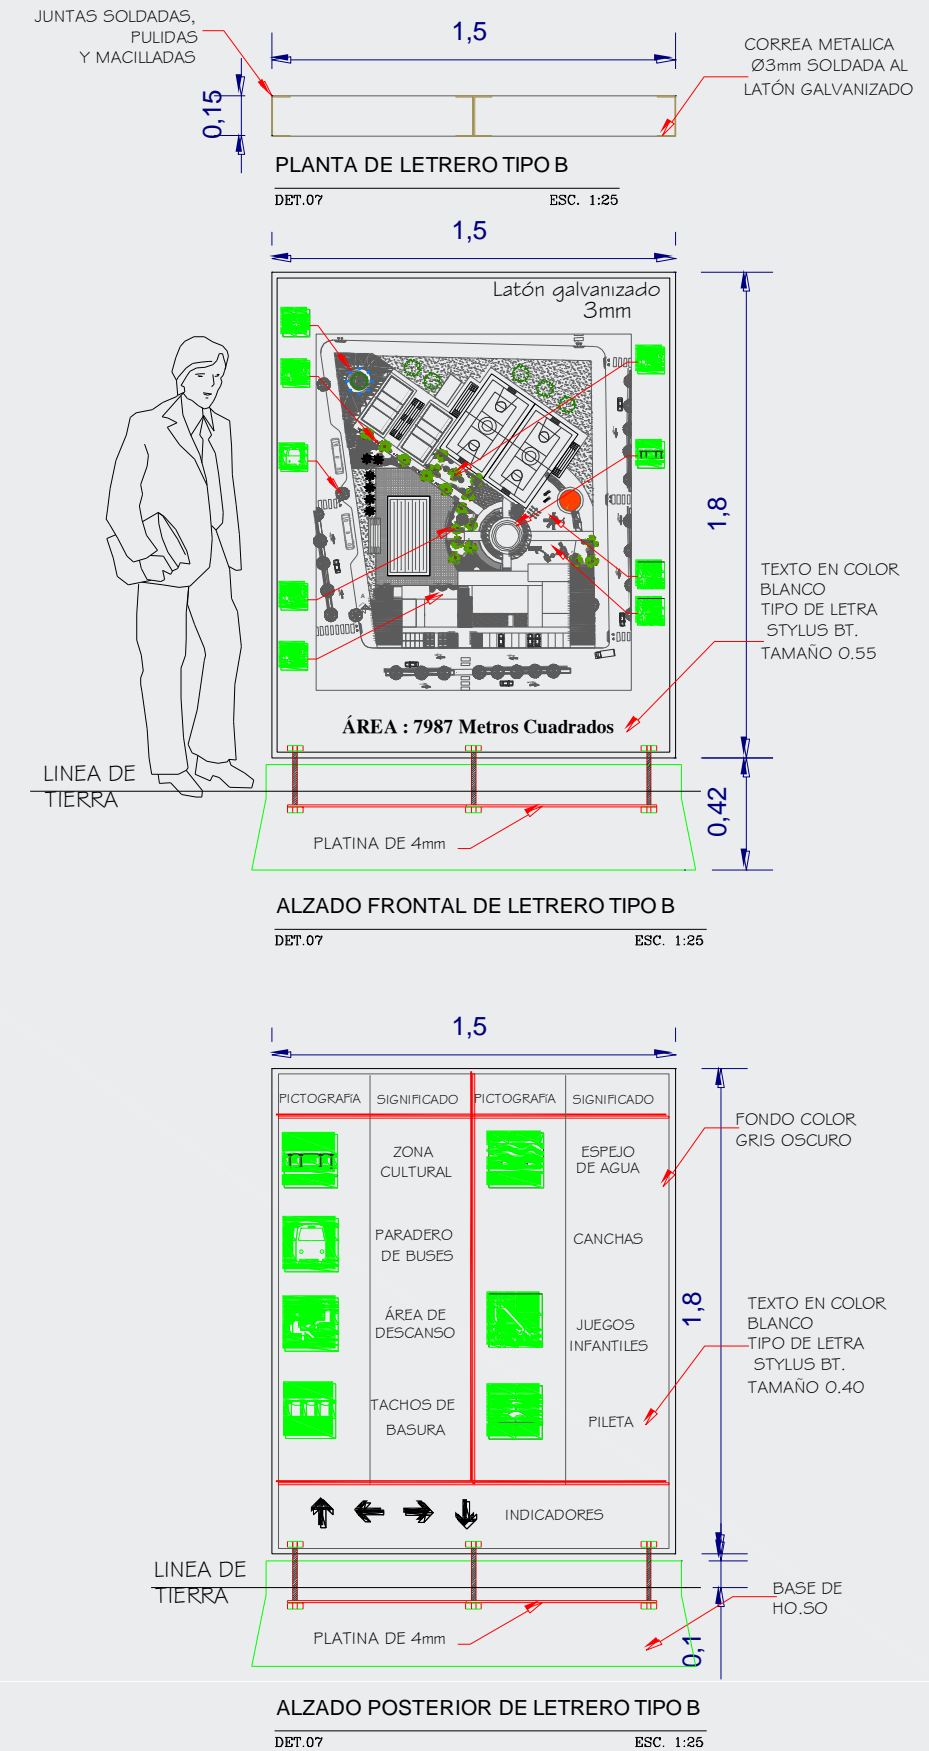 JUNTAS SOLDADAS,
PULIDAS
Y MACILLADAS
1,5
CORREA METALICA
Ø3mm SOLDADA AL
LATÓN GALVANIZADO
0,15
PLANTA DE LETRERO TIPO B
DET.07 ESC. 1:25
1,5
Latón galvanizado
3mm
1,8
TEXTO EN COLOR
BLANCO
TIPO DE LETRA
STYLUS BT.
TAMAÑO 0.55
ÁREA : 7987 Metros Cuadrados
LINEA DE
TIERRA
0,42
PLATINA DE 4mm
ALZADO FRONTAL DE LETRERO TIPO B
DET.07 ESC. 1:25
1,5
PICTOGRAFíA SIGNIFICADO PICTOGRAFíA SIGNIFICADO
FONDO COLOR
GRIS OSCURO
ZONA
CULTURAL
ESPEJO
DE AGUA
PARADERO
DE BUSES
CANCHAS
ÁREA DE
DESCANSO
JUEGOS
INFANTILES
1,8
TEXTO EN COLOR
BLANCO
TIPO DE LETRA
STYLUS BT.
TAMAÑO 0.40
TACHOS DE
BASURA
PILETA
INDICADORES
LINEA DE
TIERRA
BASE DE
HO.SO
PLATINA DE 4mm
0,1
ALZADO POSTERIOR DE LETRERO TIPO B
DET.07 ESC. 1:25